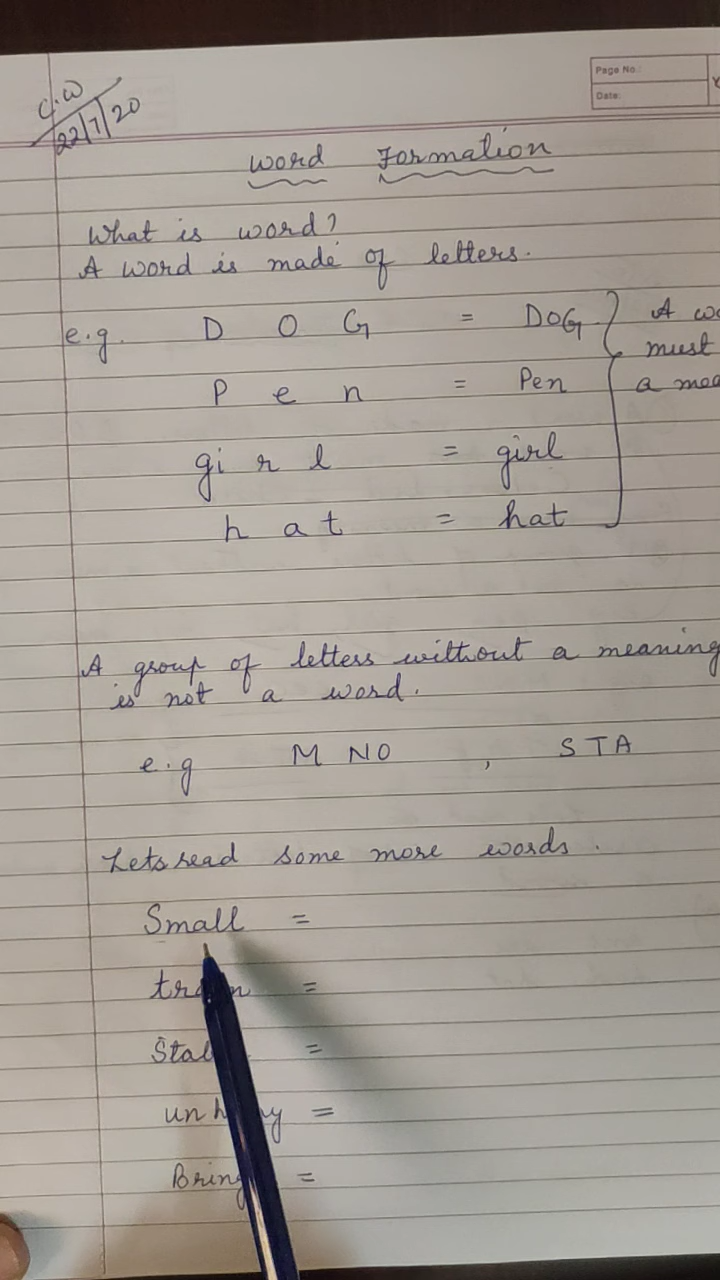 C.W
22/7/20
Page No.:
Date:
Word Formation
What is word?
A word is made of letters.
e.g. D O G = DOG
A
must
a
P e n = Pen
gi r l = girl
h a t = hat
A group of letters without a meaning
is not a word.
e.g M NO , STA
Lets read some more words.
Small =
=
=
=
=